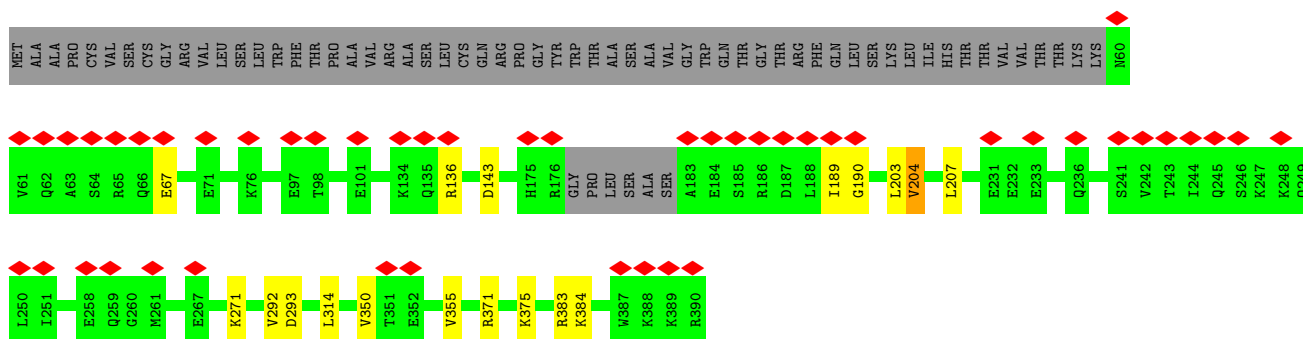 MET ALA ALA PRO CYS VAL SER CYS GLY ARG VAL LEU SER LEU TRP PHE THR PRO ALA VAL ARG ALA SER LEU CYS GLN ARG PRO GLY TYR TRP THR ALA SER ALA VAL GLY TRP GLN THR GLY THR ARG PHE GLN LEU SER LYS LEU ILE HIS THR THR VAL VAL THR THR LYS LYS N60
V61 Q62 A63 S64 R65 Q66 E67 E71 K76 E97 T98 E101 K134 Q135 R136 D143 H175 R176 GLY PRO LEU SER ALA SER A183 E184 S185 R186 D187 L188 I189 G190 L203 V204 L207 E231 E232 E233 Q236 S241 V242 T243 I244 Q245 S246 K247 K248
L250 I251 E258 Q259 G260 M261 E267 K271 V292 D293 L314 V350 T351 E352 V355 R371 K375 R383 K384 W387 K388 K389 R390